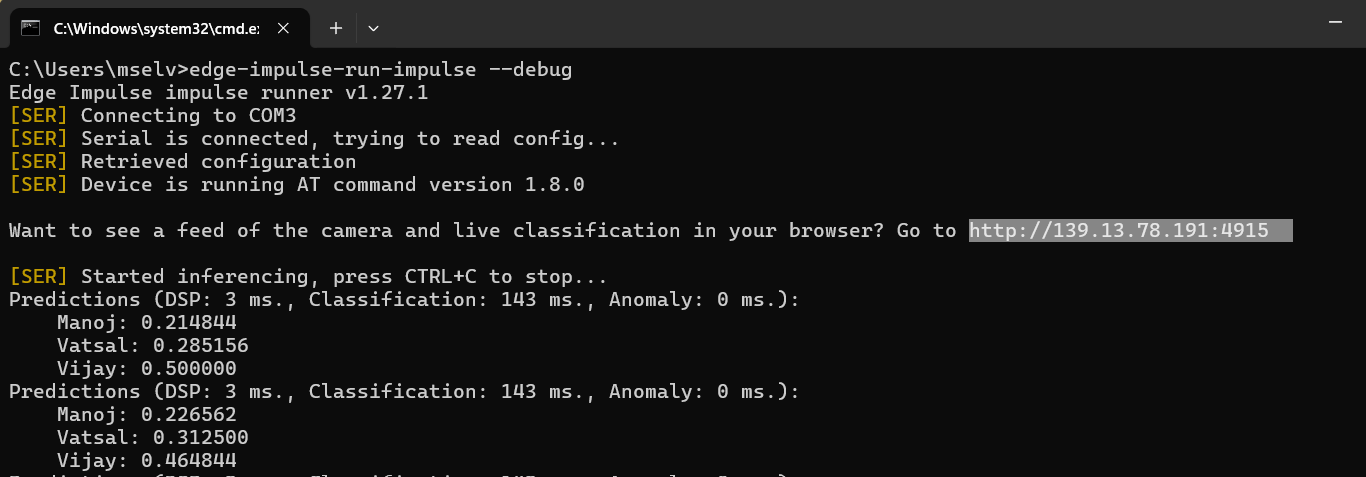 C:\Windows\system32\cmd.e
C:\Users\mselv>edge-impulse-run-impulse --debug
Edge Impulse impulse runner v1.27.1
[SER] Connecting to COM3
[SER] Serial is connected, trying to read config...
[SER] Retrieved configuration
[SER] Device is running AT command version 1.8.0
Want to see a feed of the camera and live classification in your browser? Go to http://139.13.78.191:4915
[SER] Started inferencing, press CTRL+C to stop...
Predictions (DSP: 3 ms., Classification: 143 ms., Anomaly: 0 ms.):
Manoj: 0.214844
Vatsal: 0.285156
Vijay: 0.500000
Predictions (DSP: 3 ms., Classification: 143 ms., Anomaly: 0 ms.):
Manoj: 0.226562
Vatsal: 0.312500
Vijay: 0.464844